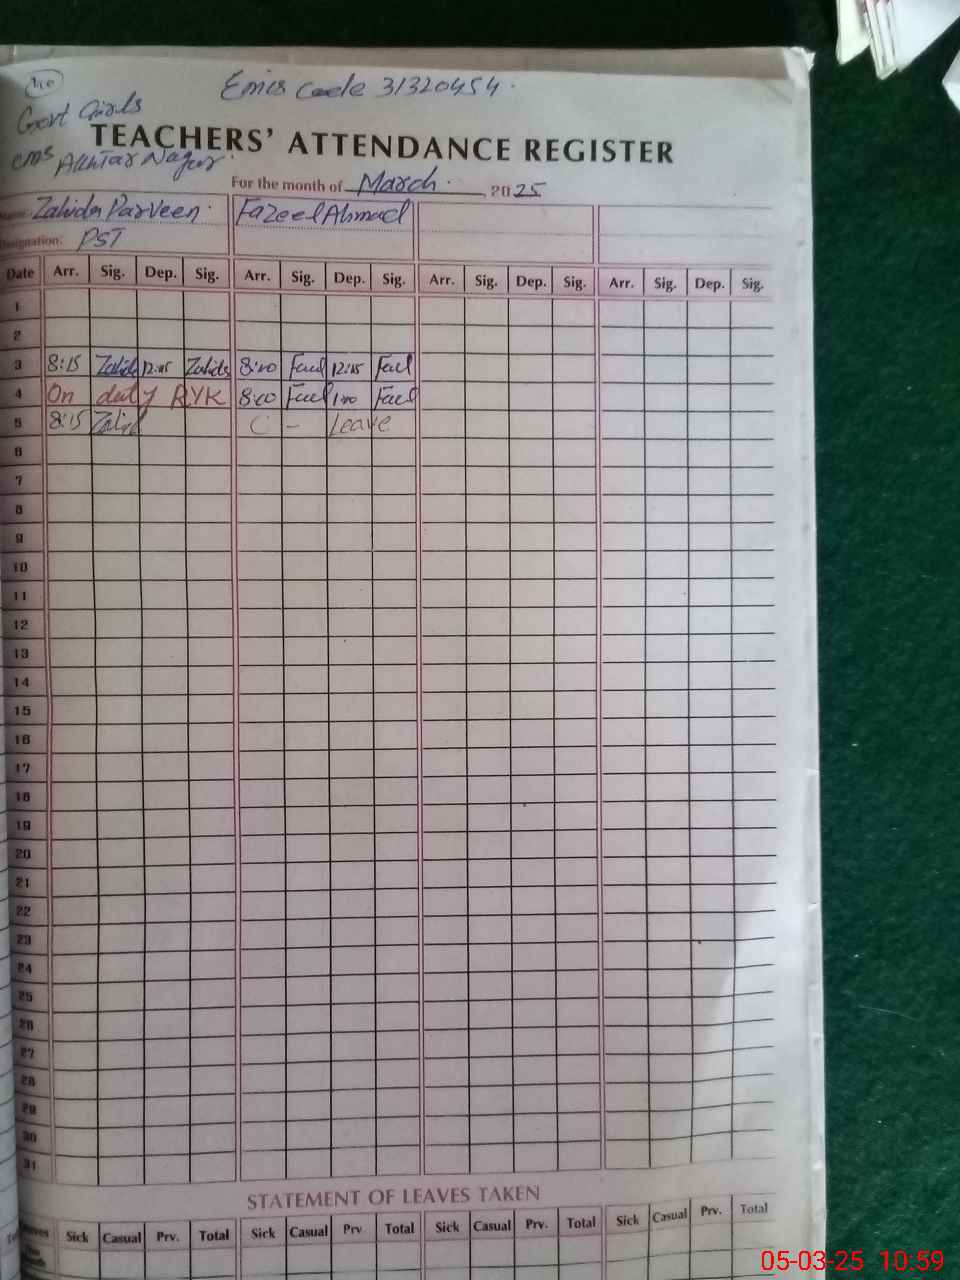 Emis Code 31320454.
Govt Girls
TEACHERS' ATTENDANCE REGISTER
cms Akhtar Nagar.
For the month of March. , 2025
Name: Zahida Parveen. Fazeel Ahmad
Designation: PST
Date Arr. Sig. Dep. Sig. Arr. Sig. Dep. Sig. Arr. Sig. Dep. Sig. Arr. Sig. Dep. Sig.
1
2
3 8:15 Zahida 12:15 Zahida 8:00 12:15
4 On duty RYK 8:00 1:00
5 8:15 C - Leave
6
7
8
9
10
11
12
13
14
15
16
17
18
19
20
21
22
23
24
25
26
27
28
29
30
31
STATEMENT OF LEAVES TAKEN
Leaves Sick Casual Prv. Total Sick Casual Prv Total Sick Casual Prv. Total Sick Casual Prv. Total
05-03-25 10:59